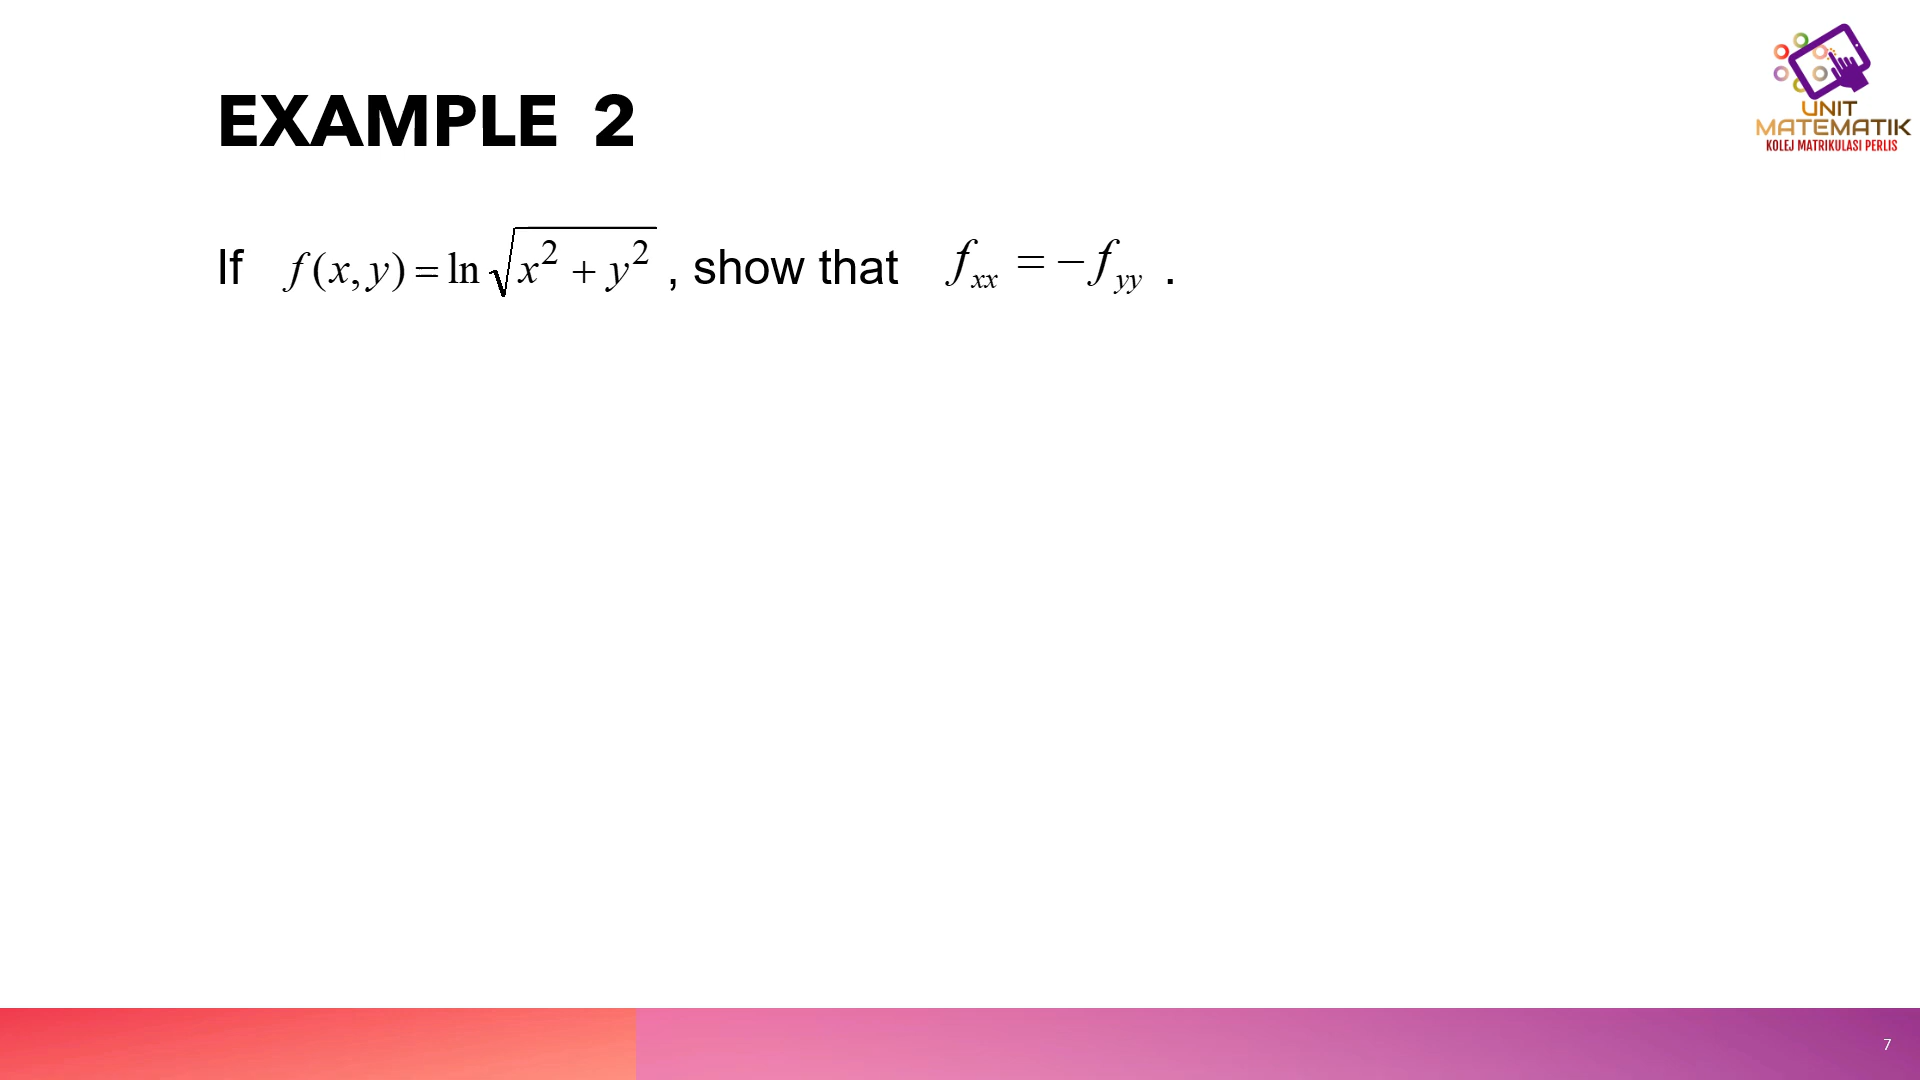 UNIT
MATEMATIK
KOLEJ MATRIKULASI PERLIS
EXAMPLE 2
If f(x, y) = ln √(x² + y²) , show that f_xx = −f_yy .
7